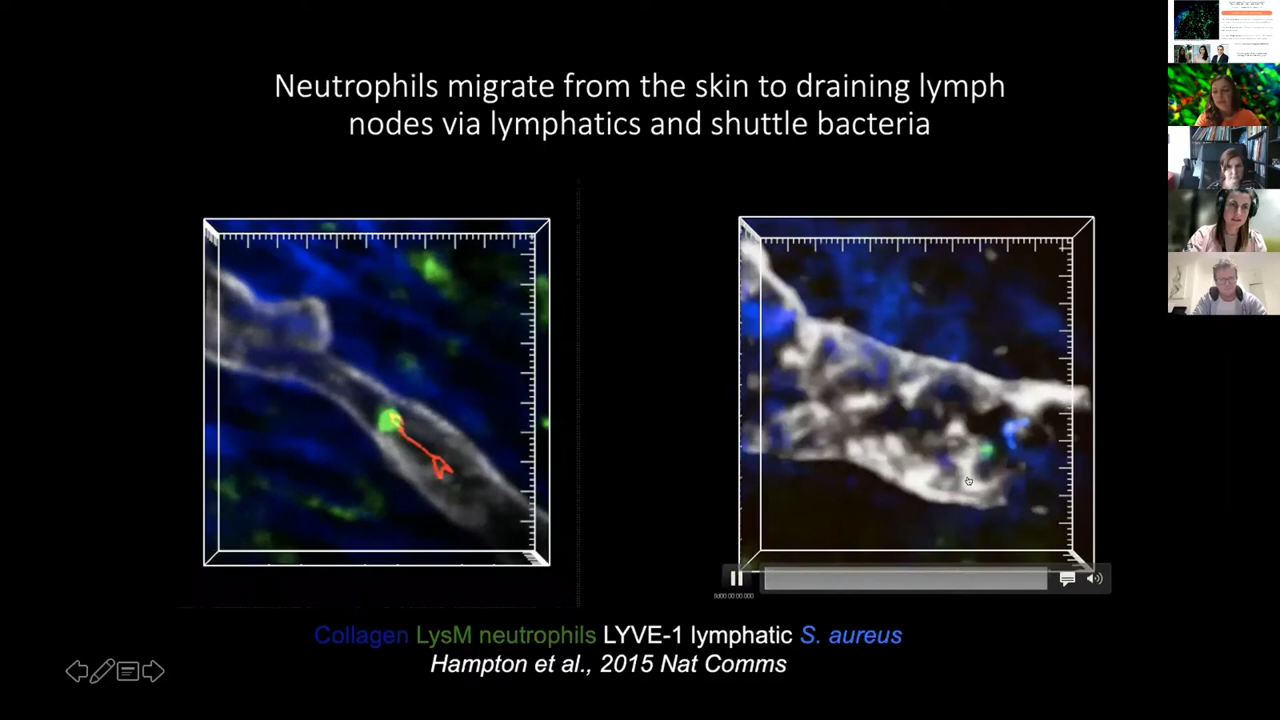 Neutrophils migrate from the skin to draining lymph
nodes via lymphatics and shuttle bacteria
Collagen LysM neutrophils LYVE-1 lymphatic S. aureus
Hampton et al., 2015 Nat Comms